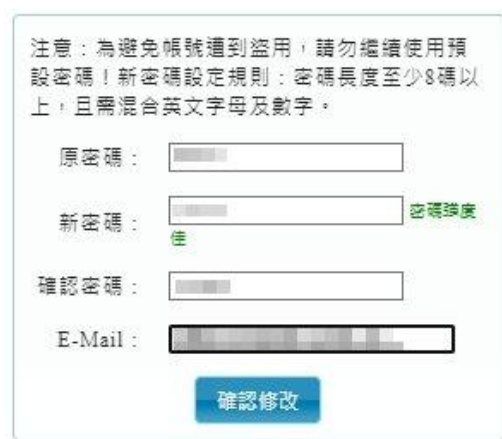 注意：為避免帳號遭到盜用，請勿繼續使用預
設密碼！新密碼設定規則：密碼長度至少8碼以
上，且需混合英文字母及數字。
原密碼：
新密碼：
密碼強度
佳
確認密碼：
E-Mail：
確認修改